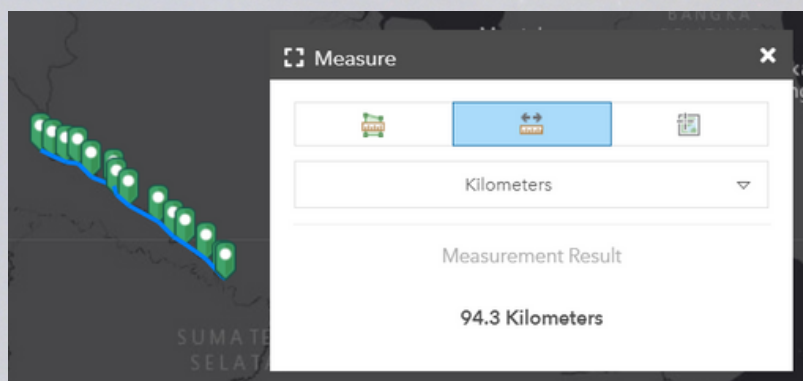 BANGKA
Measure
Kilometers
Measurement Result
94.3 Kilometers
SUMATE
SELAT